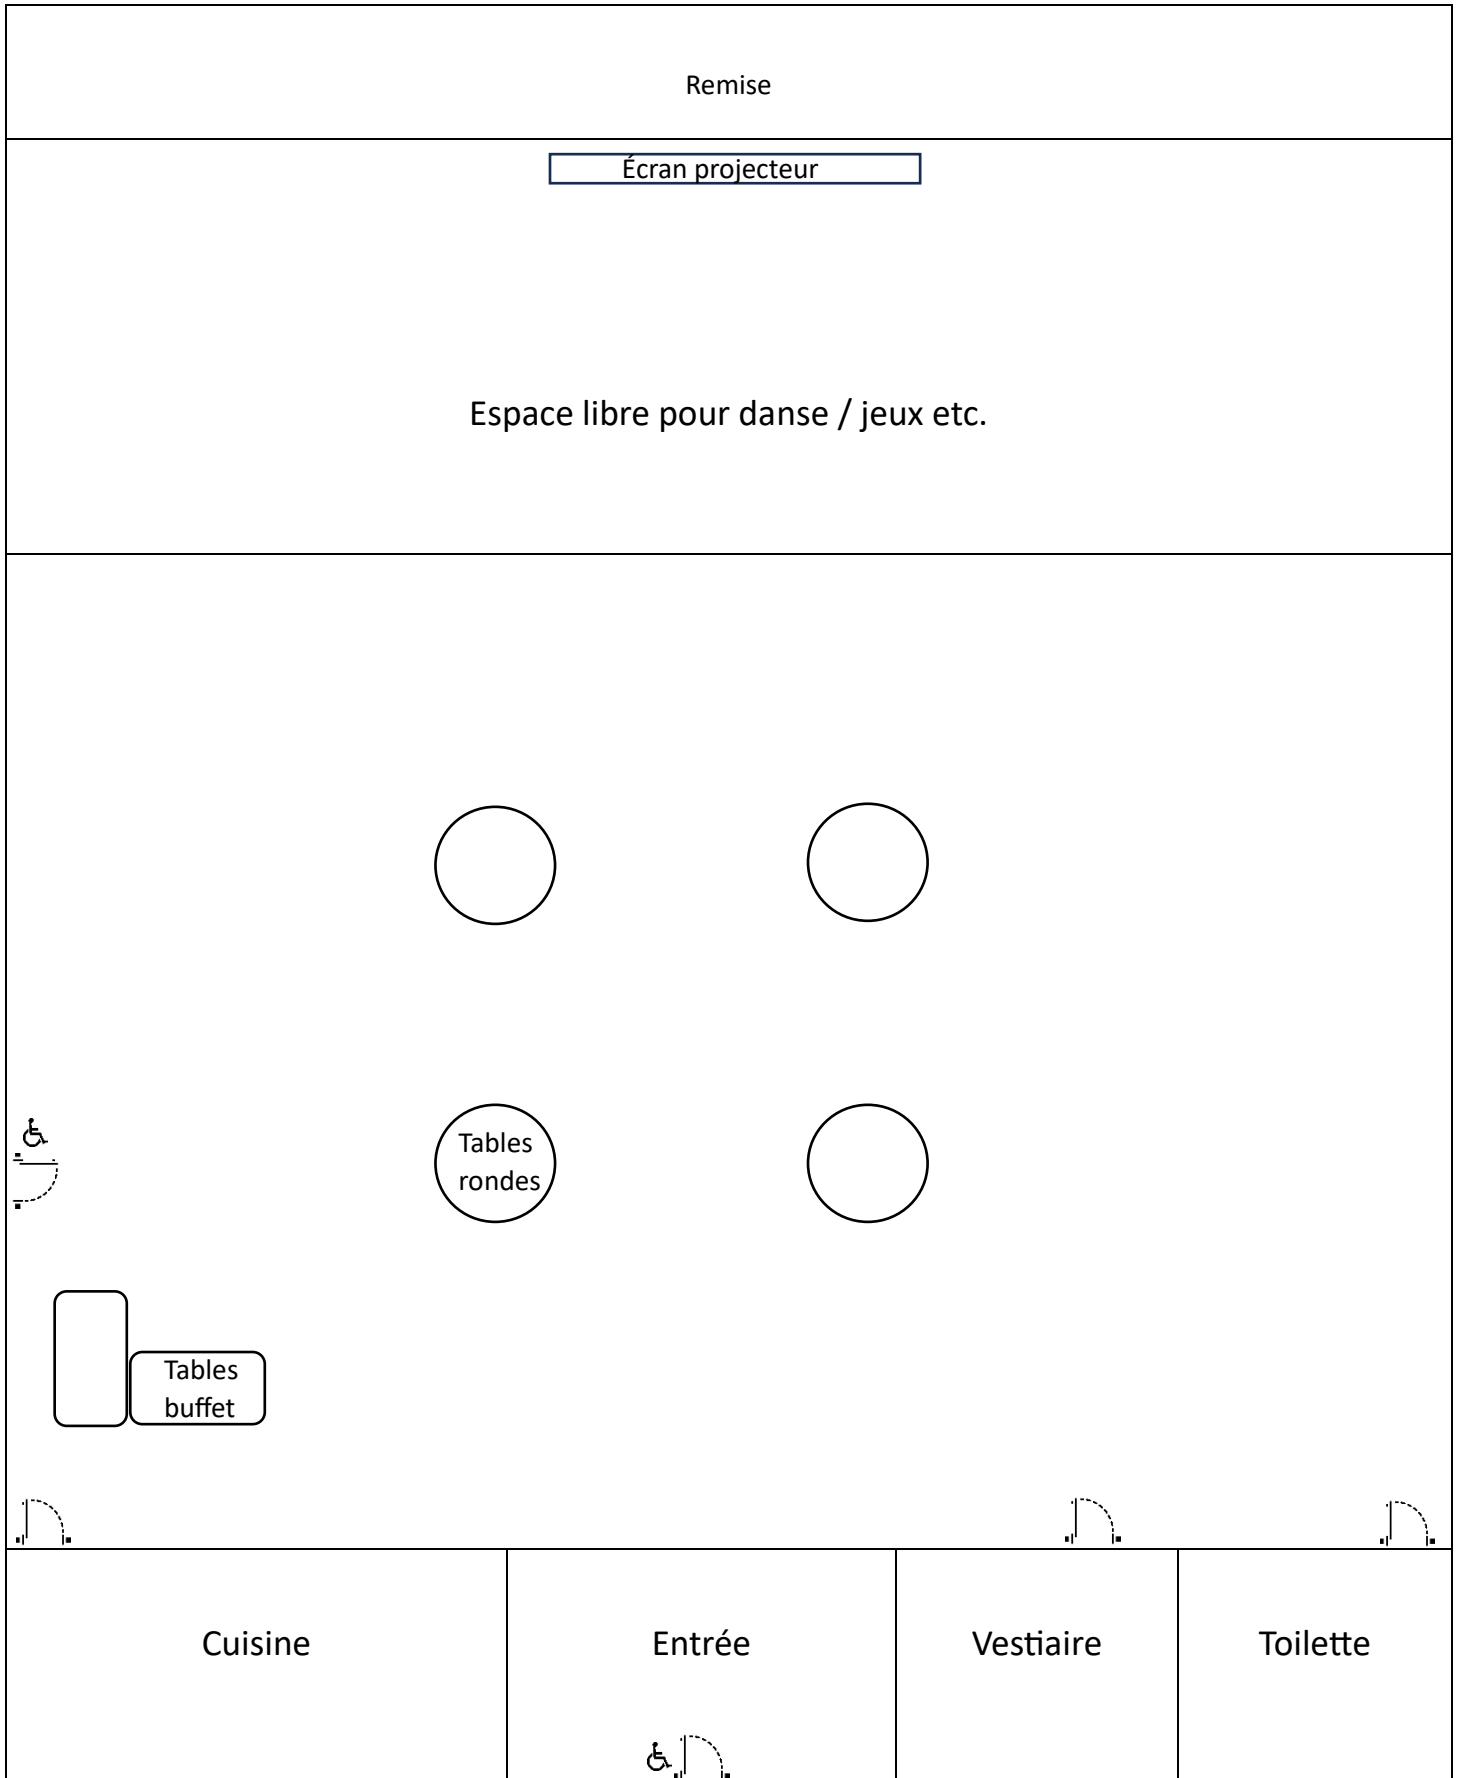 Remise
Écran projecteur
Espace libre pour danse / jeux etc.
Tables
rondes
Tables
buffet
Cuisine
Entrée
Vestiaire
Toilette